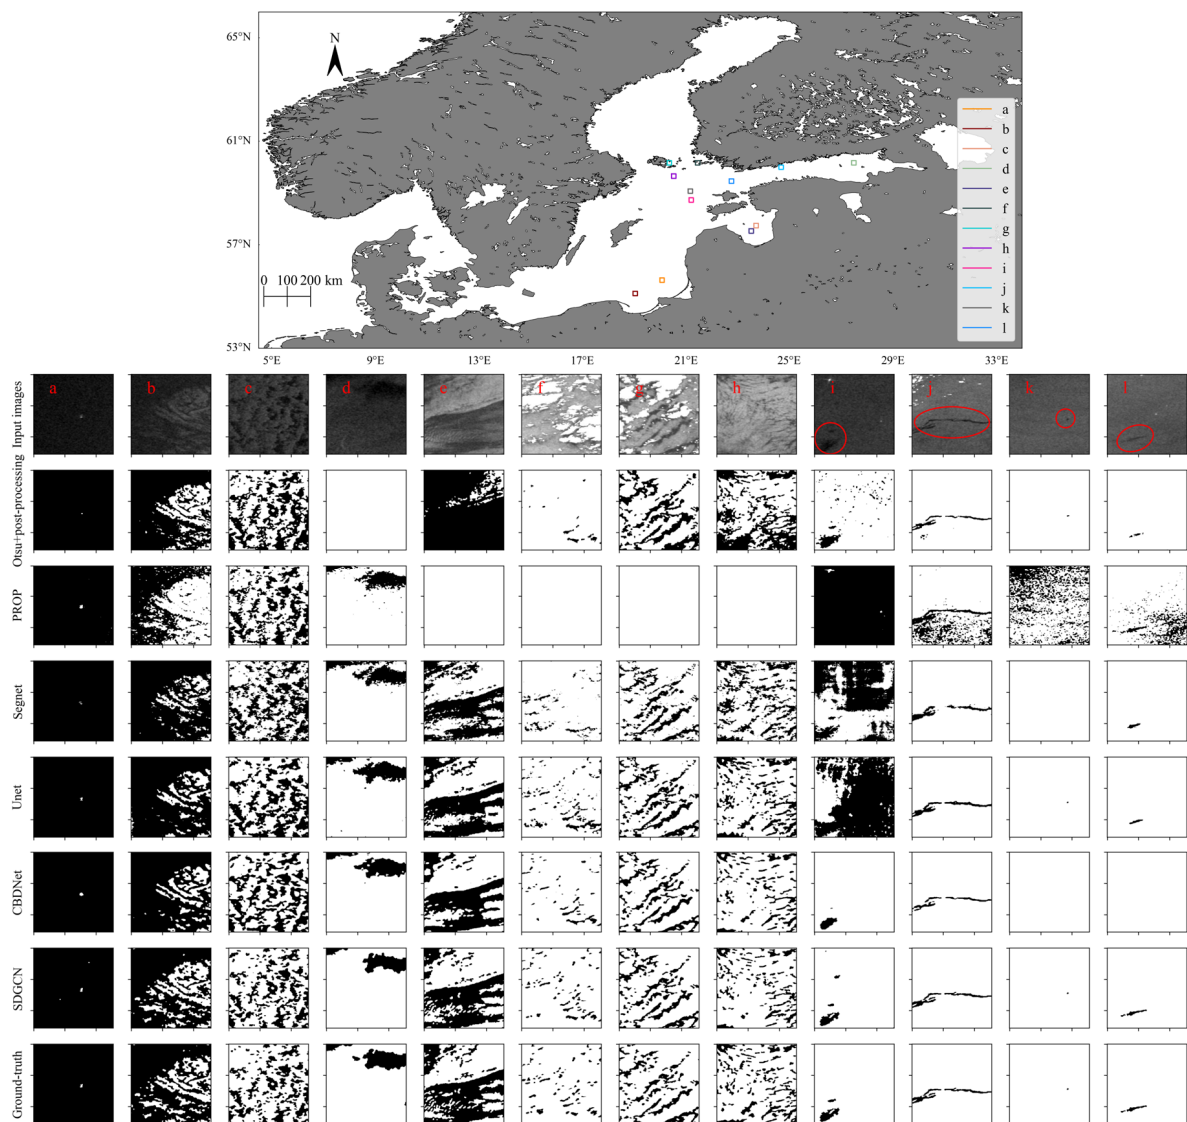 65°N
N
61°N
57°N
0 100 200 km
53°N
5°E 9°E 13°E 17°E 21°E 25°E 29°E 33°E
a
b
c
d
e
f
g
h
i
j
k
l
Input images
a b c d e f g h i j k l
Otsu+post-processing
PROP
Segnet
Unet
CBDNet
SDGCN
Ground-truth